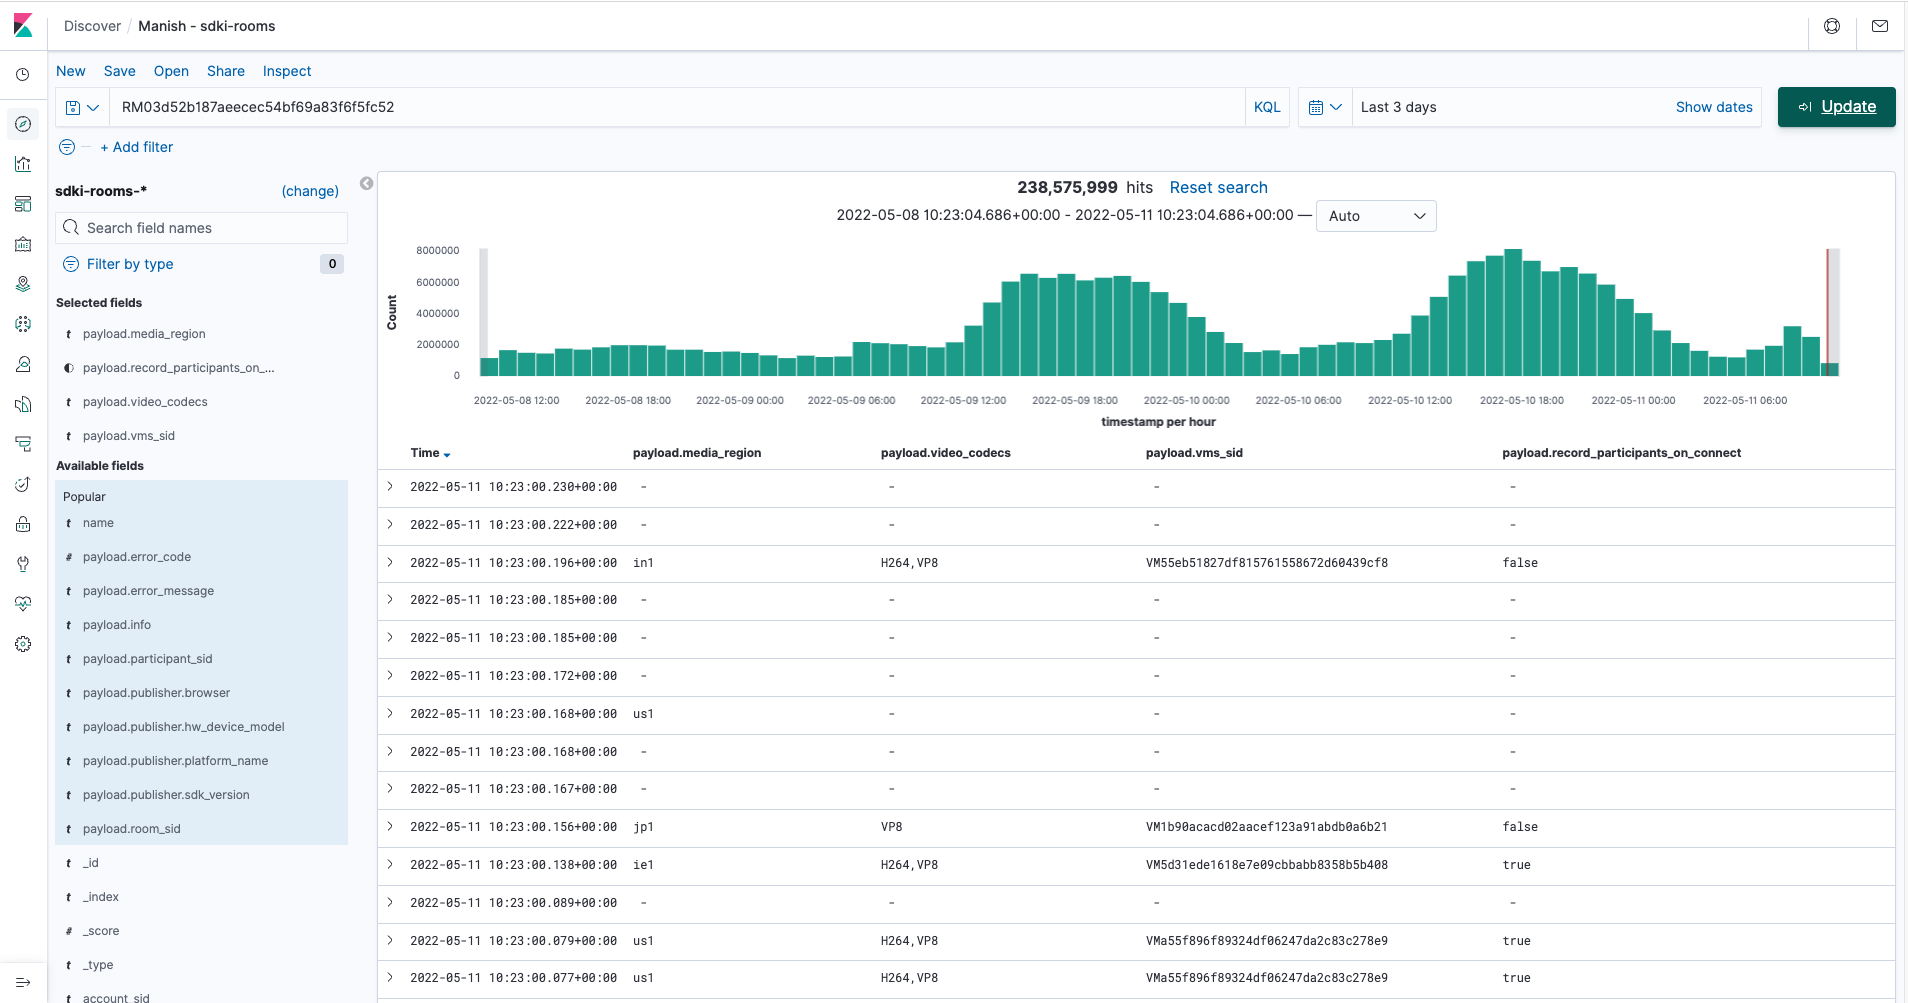 Discover / Manish - sdki-rooms
New Save Open Share Inspect
RM03d52b187aeecec54bf69a83f6f5fc52 KQL Last 3 days Show dates Update
+ Add filter
sdki-rooms-* (change)
Search field names
Filter by type 0
Selected fields
t payload.media_region
payload.record_participants_on_...
t payload.video_codecs
t payload.vms_sid
Available fields
Popular
t name
# payload.error_code
t payload.error_message
t payload.info
t payload.participant_sid
t payload.publisher.browser
t payload.publisher.hw_device_model
t payload.publisher.platform_name
t payload.publisher.sdk_version
t payload.room_sid
t _id
t _index
# _score
t _type
t account_sid
238,575,999 hits Reset search
2022-05-08 10:23:04.686+00:00 - 2022-05-11 10:23:04.686+00:00 — Auto
Count
8000000
6000000
4000000
2000000
0
2022-05-08 12:00 2022-05-08 18:00 2022-05-09 00:00 2022-05-09 06:00 2022-05-09 12:00 2022-05-09 18:00 2022-05-10 00:00 2022-05-10 06:00 2022-05-10 12:00 2022-05-10 18:00 2022-05-11 00:00 2022-05-11 06:00
timestamp per hour
Time payload.media_region payload.video_codecs payload.vms_sid payload.record_participants_on_connect
2022-05-11 10:23:00.230+00:00 - - - -
2022-05-11 10:23:00.222+00:00 - - - -
2022-05-11 10:23:00.196+00:00 in1 H264,VP8 VM55eb51827df815761558672d60439cf8 false
2022-05-11 10:23:00.185+00:00 - - - -
2022-05-11 10:23:00.185+00:00 - - - -
2022-05-11 10:23:00.172+00:00 - - - -
2022-05-11 10:23:00.168+00:00 us1 - - -
2022-05-11 10:23:00.168+00:00 - - - -
2022-05-11 10:23:00.167+00:00 - - - -
2022-05-11 10:23:00.156+00:00 jp1 VP8 VM1b90acacd02aacef123a91abdb0a6b21 false
2022-05-11 10:23:00.138+00:00 ie1 H264,VP8 VM5d31ede1618e7e09cbbabb8358b5b408 true
2022-05-11 10:23:00.089+00:00 - - - -
2022-05-11 10:23:00.079+00:00 us1 H264,VP8 VMa55f896f89324df06247da2c83c278e9 true
2022-05-11 10:23:00.077+00:00 us1 H264,VP8 VMa55f896f89324df06247da2c83c278e9 true